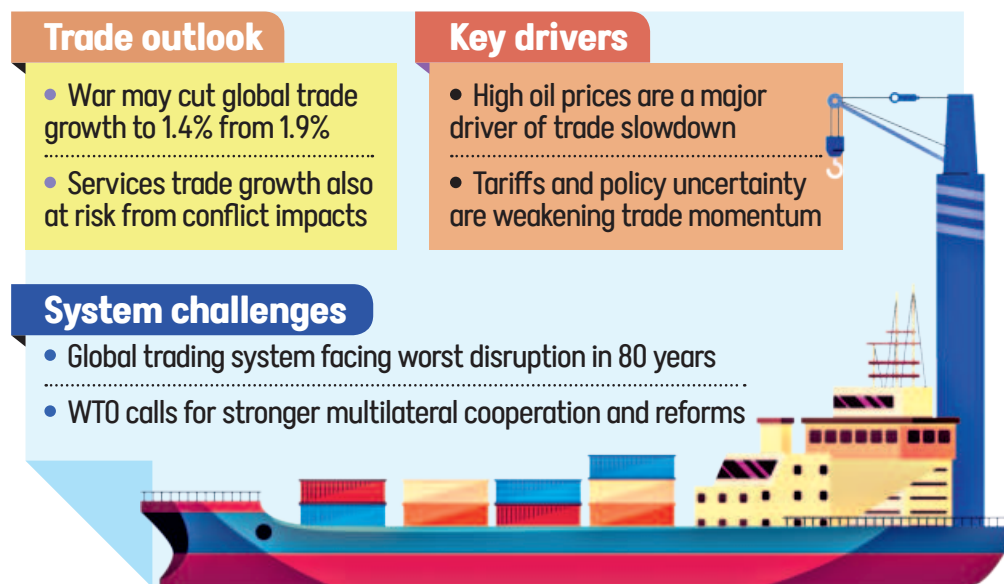 Trade outlook
• War may cut global trade
growth to 1.4% from 1.9%
• Services trade growth also
at risk from conflict impacts
Key drivers
• High oil prices are a major
driver of trade slowdown
• Tariffs and policy uncertainty
are weakening trade momentum
System challenges
• Global trading system facing worst disruption in 80 years
• WTO calls for stronger multilateral cooperation and reforms